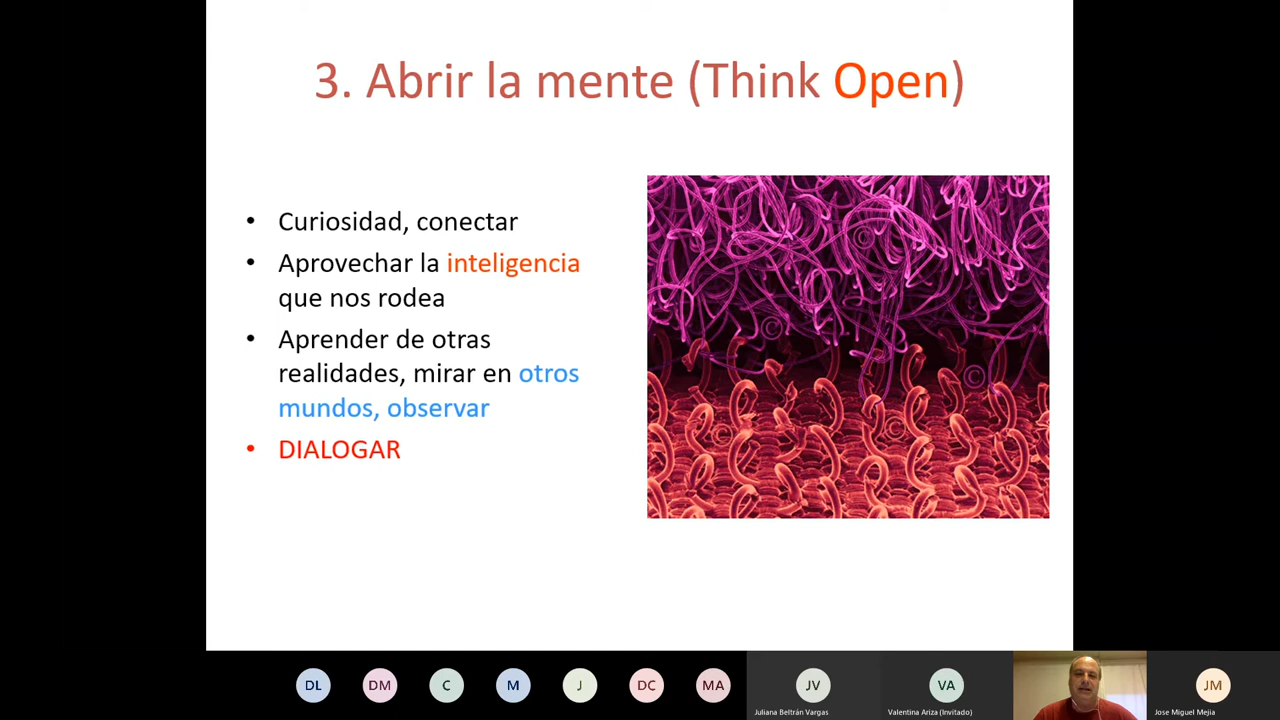 3. Abrir la mente (Think Open)
• Curiosidad, conectar
• Aprovechar la inteligencia
que nos rodea
• Aprender de otras
realidades, mirar en otros
mundos, observar
• DIALOGAR
©
©
©
© ©
DL DM C M J DC MA JV VA JM
Juliana Beltrán Vargas Valentina Ariza (Invitado) Jose Miguel Mejia